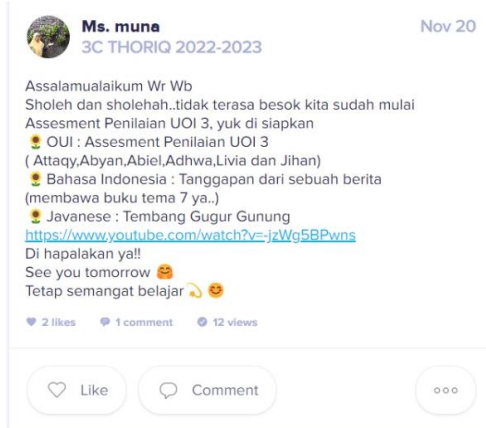 Ms. muna
Nov 20
3C THORIQ 2022-2023
Assalamualaikum Wr Wb
Sholeh dan sholehah..tidak terasa besok kita sudah mulai
Assesment Penilaian UOI 3, yuk di siapkan
🌻 OUI : Assesment Penilaian UOI 3
( Attaqy,Abyan,Abiel,Adhwa,Livia dan Jihan)
🌻 Bahasa Indonesia : Tanggapan dari sebuah berita
(membawa buku tema 7 ya..)
🌻 Javanese : Tembang Gugur Gunung
https://www.youtube.com/watch?v=-jzWg5BPwns
Di hapalakan ya!!
See you tomorrow 🤗
Tetap semangat belajar 💫 😊
2 likes 1 comment 12 views
Like Comment